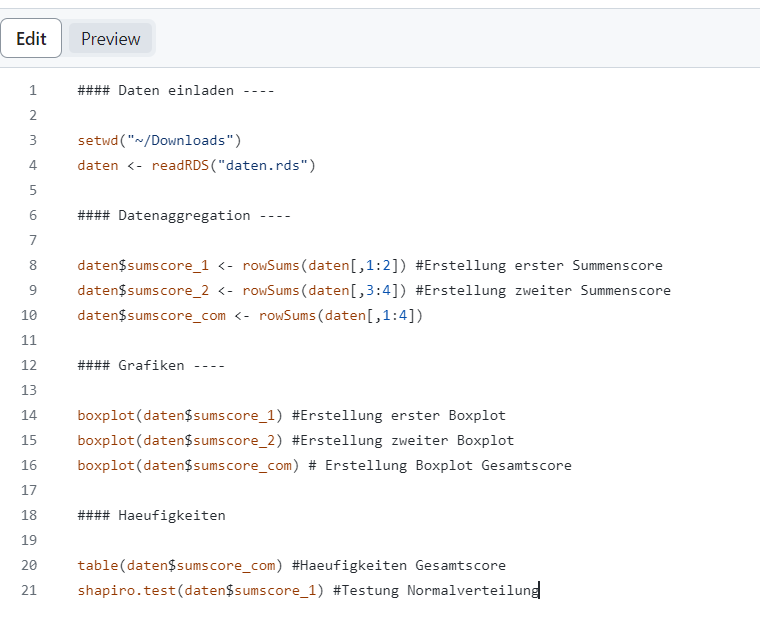 Edit Preview
1 #### Daten einladen ----
2
3 setwd("~/Downloads")
4 daten <- readRDS("daten.rds")
5
6 #### Datenaggregation ----
7
8 daten$sumscore_1 <- rowSums(daten[,1:2]) #Erstellung erster Summenscore
9 daten$sumscore_2 <- rowSums(daten[,3:4]) #Erstellung zweiter Summenscore
10 daten$sumscore_com <- rowSums(daten[,1:4])
11
12 #### Grafiken ----
13
14 boxplot(daten$sumscore_1) #Erstellung erster Boxplot
15 boxplot(daten$sumscore_2) #Erstellung zweiter Boxplot
16 boxplot(daten$sumscore_com) # Erstellung Boxplot Gesamtscore
17
18 #### Haeufigkeiten
19
20 table(daten$sumscore_com) #Haeufigkeiten Gesamtscore
21 shapiro.test(daten$sumscore_1) #Testung Normalverteilung